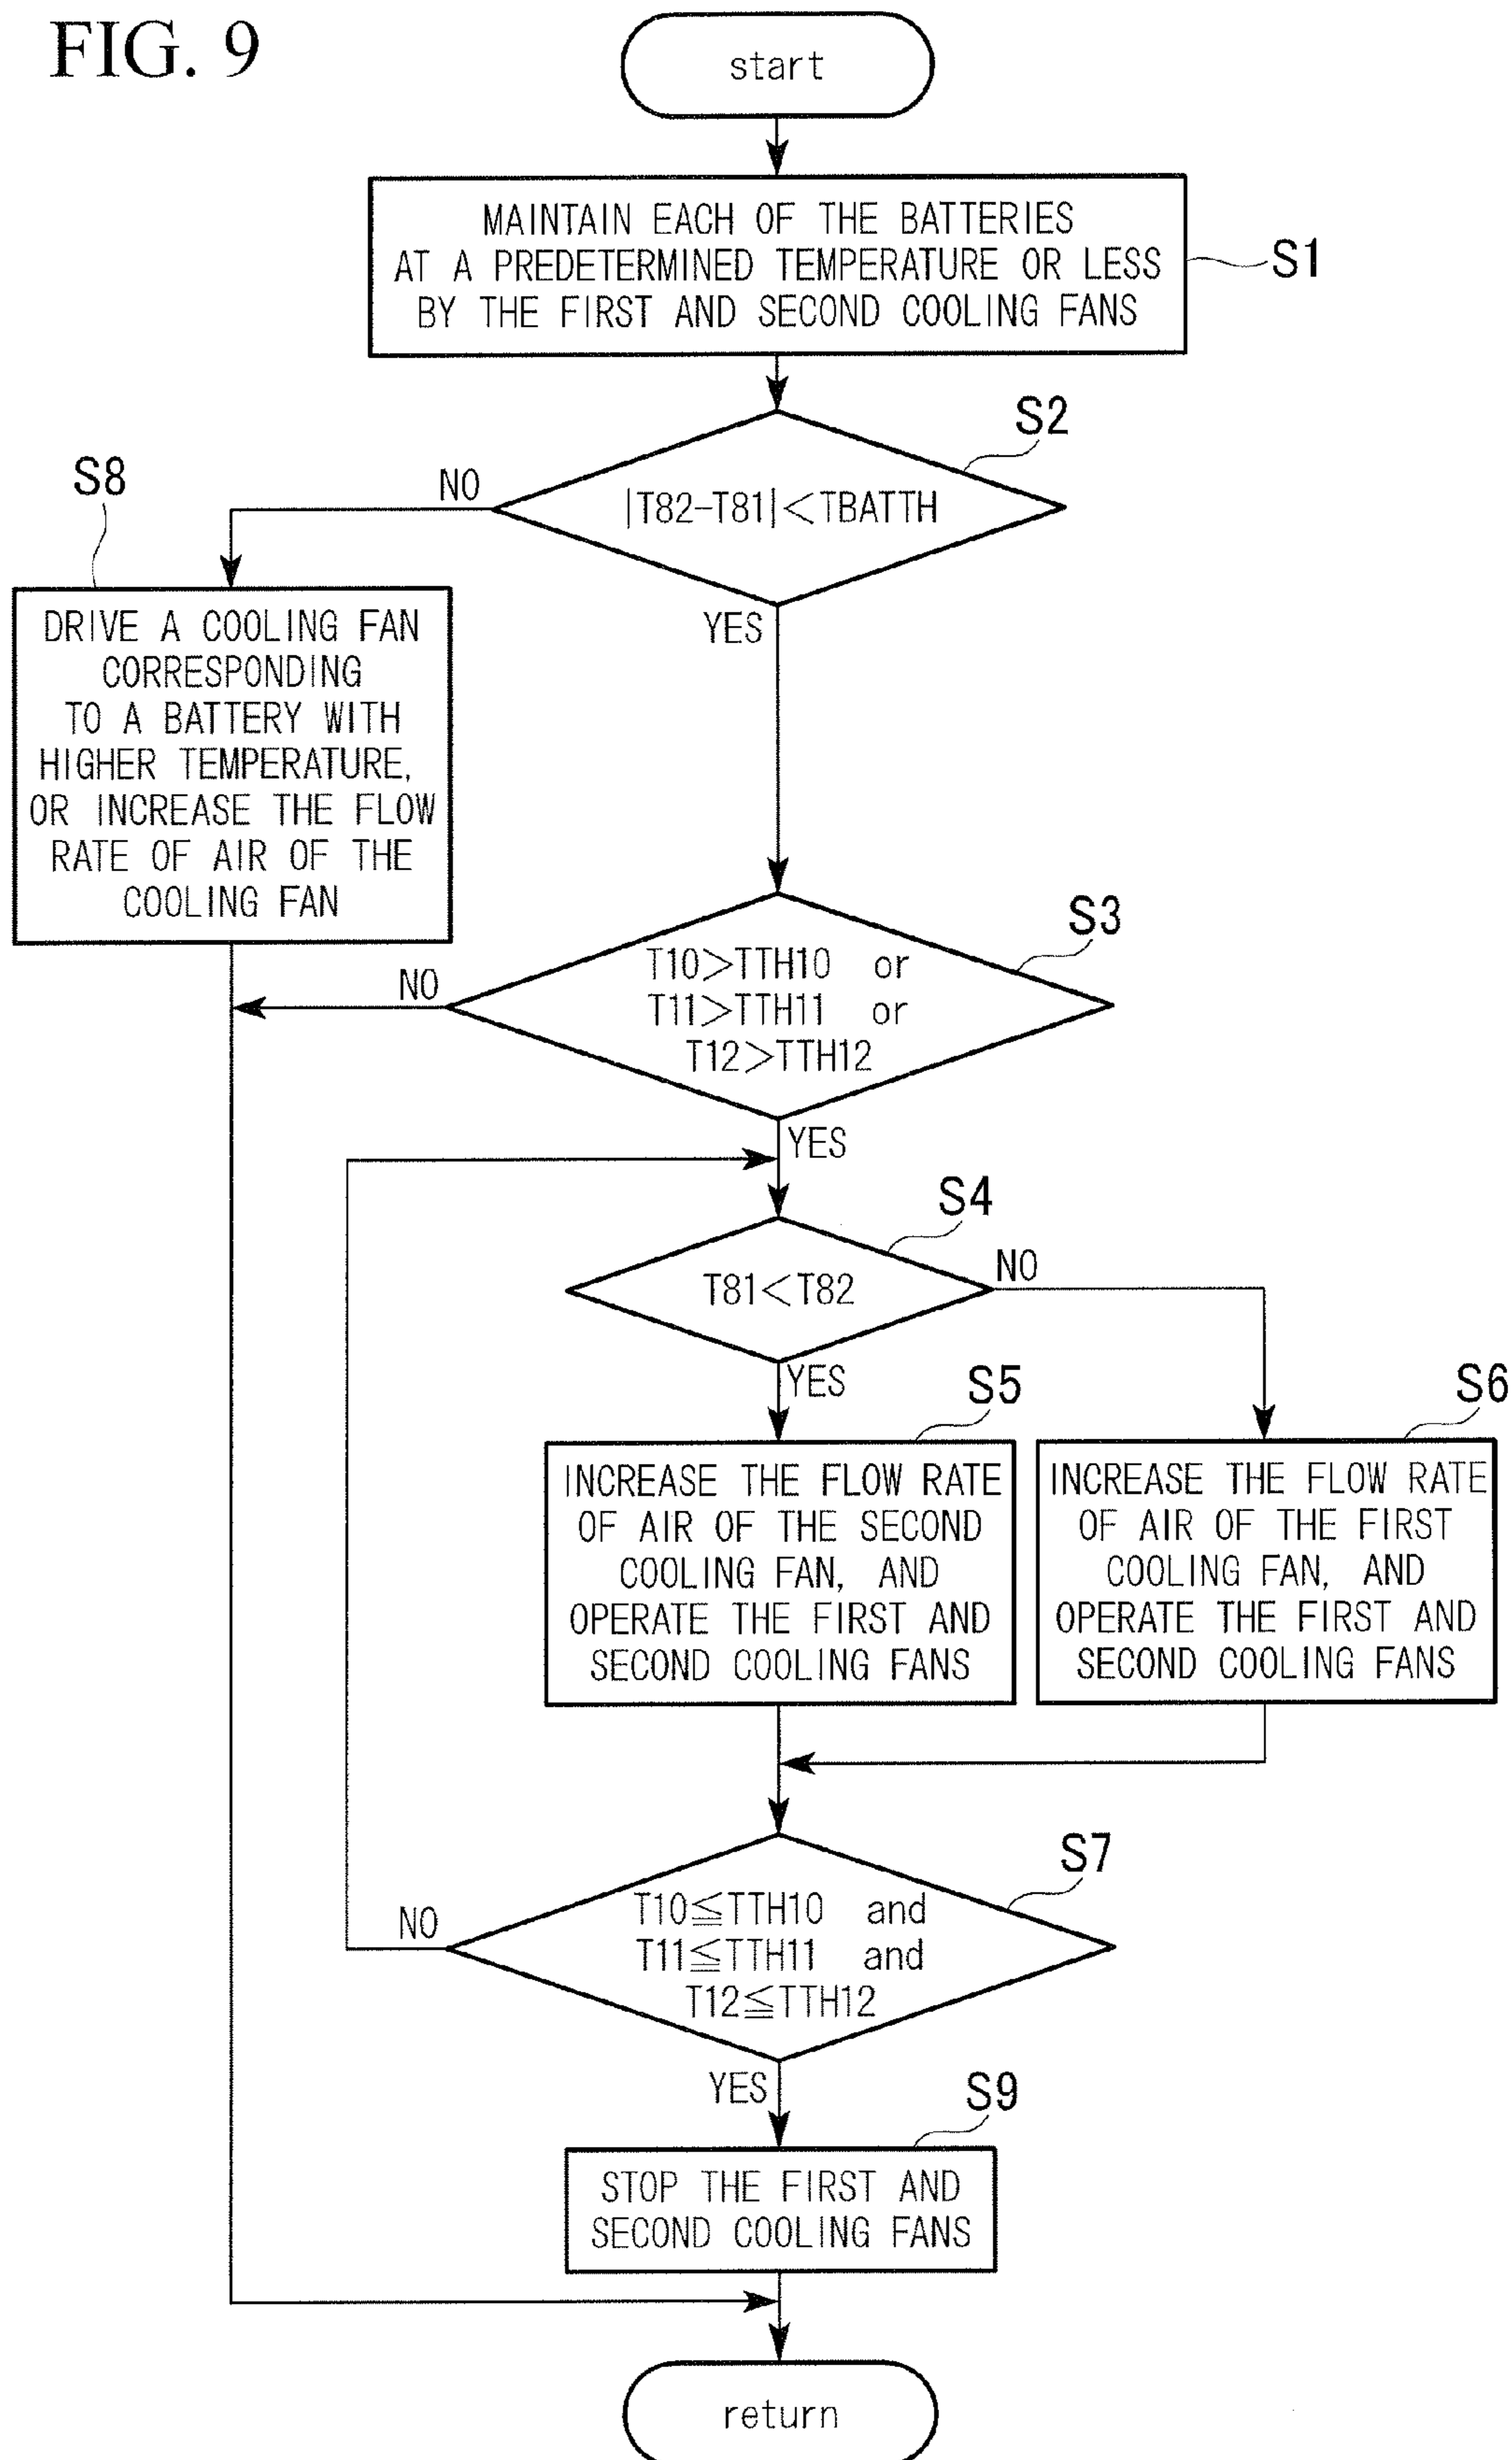 FIG. 9
start
MAINTAIN EACH OF THE BATTERIES
AT A PREDETERMINED TEMPERATURE OR LESS
BY THE FIRST AND SECOND COOLING FANS
S1
S2
|T82-T81|<TBATTH
NO
YES
S8
DRIVE A COOLING FAN
CORRESPONDING
TO A BATTERY WITH
HIGHER TEMPERATURE,
OR INCREASE THE FLOW
RATE OF AIR OF THE
COOLING FAN
S3
T10>TTH10 or
T11>TTH11 or
T12>TTH12
NO
YES
S4
T81<T82
NO
YES
S5
INCREASE THE FLOW RATE
OF AIR OF THE SECOND
COOLING FAN, AND
OPERATE THE FIRST AND
SECOND COOLING FANS
S6
INCREASE THE FLOW RATE
OF AIR OF THE FIRST
COOLING FAN, AND
OPERATE THE FIRST AND
SECOND COOLING FANS
S7
T10≦TTH10 and
T11≦TTH11 and
T12≦TTH12
NO
YES
S9
STOP THE FIRST AND
SECOND COOLING FANS
return